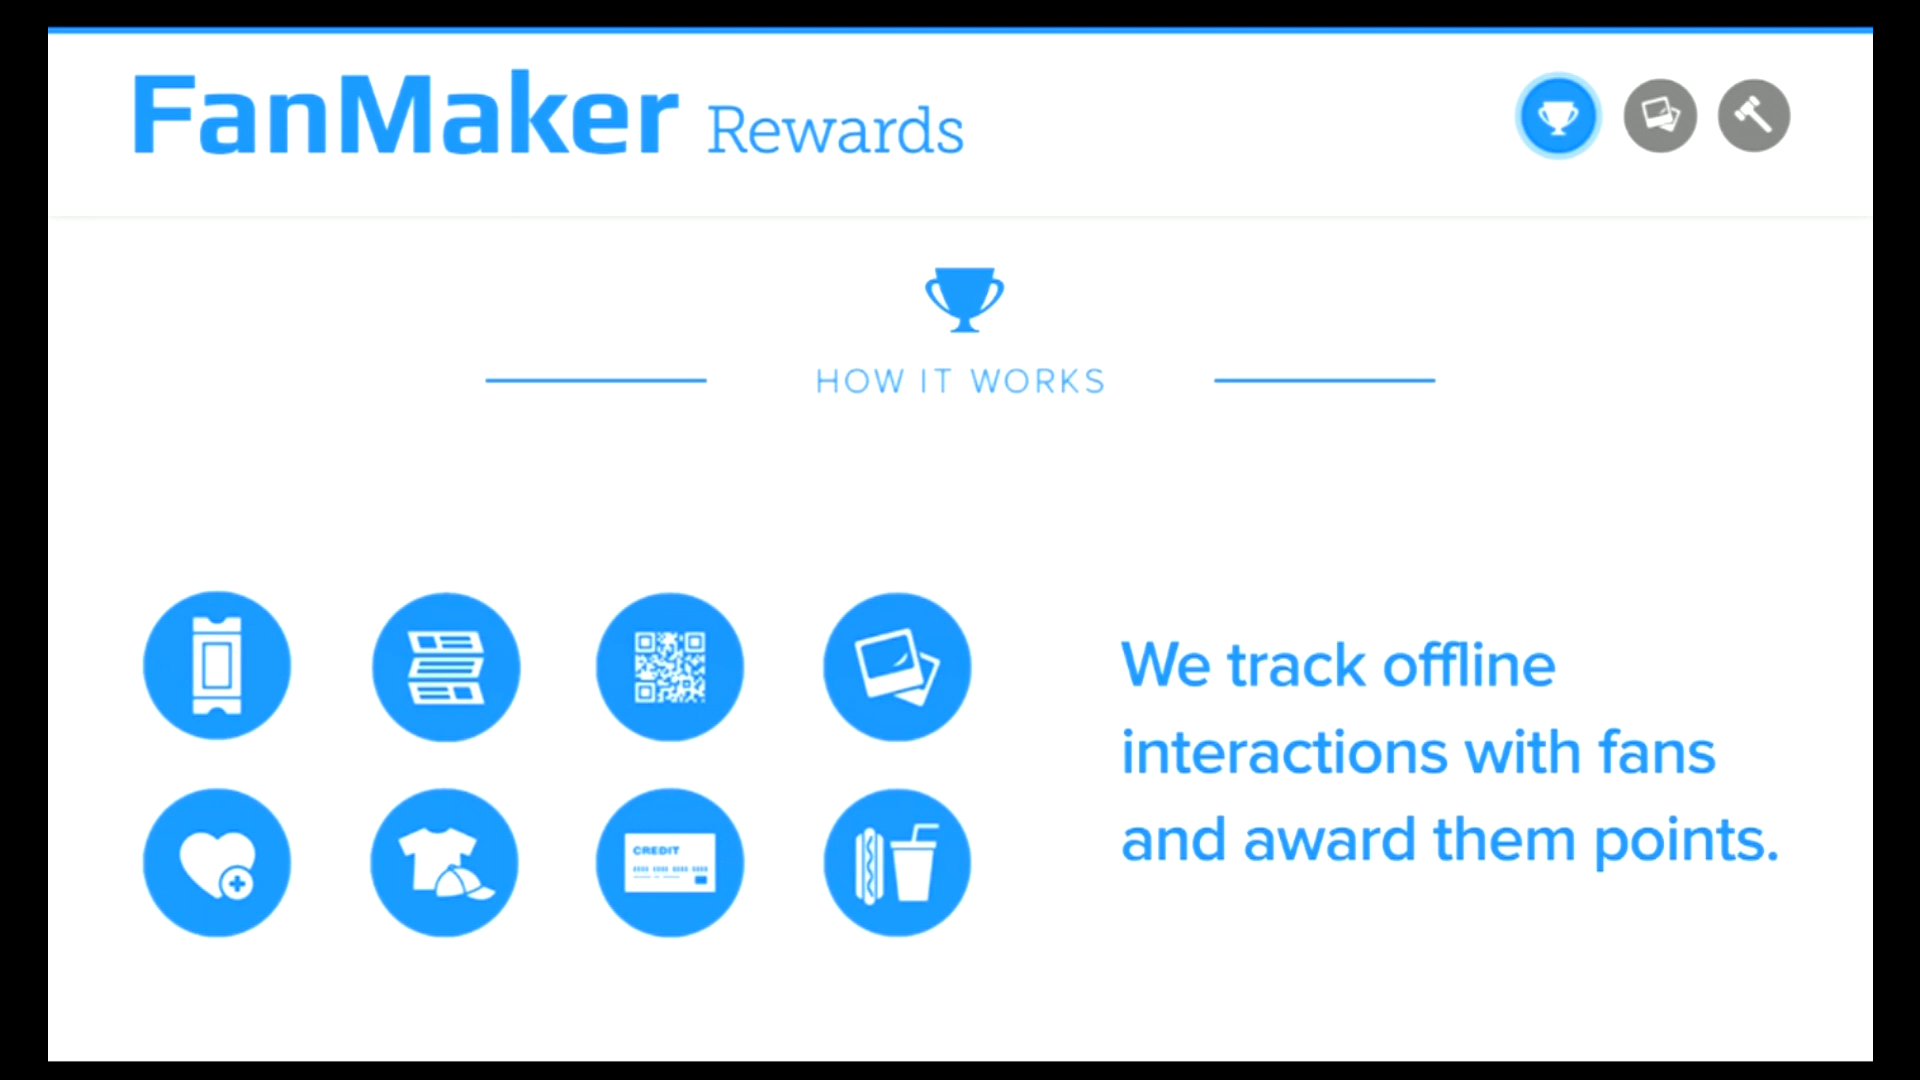 FanMaker Rewards
HOW IT WORKS
We track offline
interactions with fans
and award them points.
CREDIT